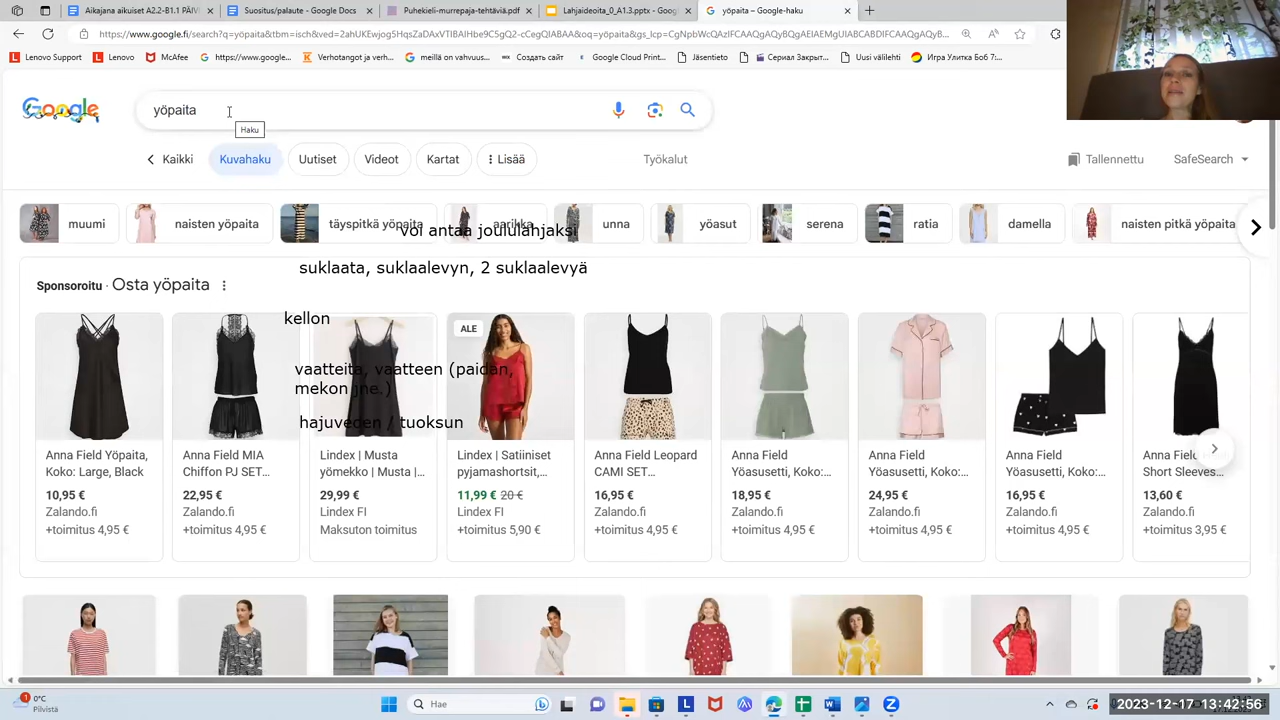 Aikajana aikuiset A2.2-B1.1 PÄIV
Suositus/palaute - Google Docs
Puhekieli-murrepaja-tehtäviä.pdf
Lahjaideoita_0_A1.3.pptx - Googl
yöpaita – Google-haku
https://www.google.fi/search?q=yöpaita&tbm=isch&ved=2ahUKEwjog5HqsZaDAxVTIBAIHbe9C5gQ2-cCegQIABAA&oq=yöpaita&gs_lcp=CgNpbWcQAzIFCAAQgAQyBQgAEIAEMgUIABCABDIFCAAQgAQyBQgAEIAEMgUIABCABDIFCAAQgAQyBQgAEIAEMgUIABCAB...
Lenovo Support
Lenovo
McAfee
https://www.google...
Verhotangot ja verh...
meillä on vahvuus...
Создать сайт
Google Cloud Print...
Jäsentieto
Сериал Закрыт...
Uusi välilehti
Игра Улитка Боб 7:...
Google
yöpaita
Haku
Kaikki
Kuvahaku
Uutiset
Videot
Kartat
Lisää
Työkalut
Tallennettu
SafeSearch
muumi
naisten yöpaita
täyspitkä yöpaita
aarikka
unna
yöasut
serena
ratia
damella
naisten pitkä yöpaita
voi antaa joululahjaksi
suklaata, suklaalevyn, 2 suklaalevyä
kellon
vaatteita, vaatteen (paidan,
mekon jne.)
hajuveden / tuoksun
Sponsoroitu · Osta yöpaita
ALE
Anna Field Yöpaita,
Koko: Large, Black
10,95 €
Zalando.fi
+toimitus 4,95 €
Anna Field MIA
Chiffon PJ SET...
22,95 €
Zalando.fi
+toimitus 4,95 €
Lindex | Musta
yömekko | Musta |...
29,99 €
Lindex FI
Maksuton toimitus
Lindex | Satiiniset
pyjamashortsit,...
11,99 € 20 €
Lindex FI
+toimitus 5,90 €
Anna Field Leopard
CAMI SET...
16,95 €
Zalando.fi
+toimitus 4,95 €
Anna Field
Yöasusetti, Koko:...
18,95 €
Zalando.fi
+toimitus 4,95 €
Anna Field
Yöasusetti, Koko:...
24,95 €
Zalando.fi
+toimitus 4,95 €
Anna Field
Yöasusetti, Koko:...
16,95 €
Zalando.fi
+toimitus 4,95 €
Anna Field
Short Sleeves...
13,60 €
Zalando.fi
+toimitus 3,95 €
1
0°C
Pilvistä
Hae
2023-12-17 13:42:56